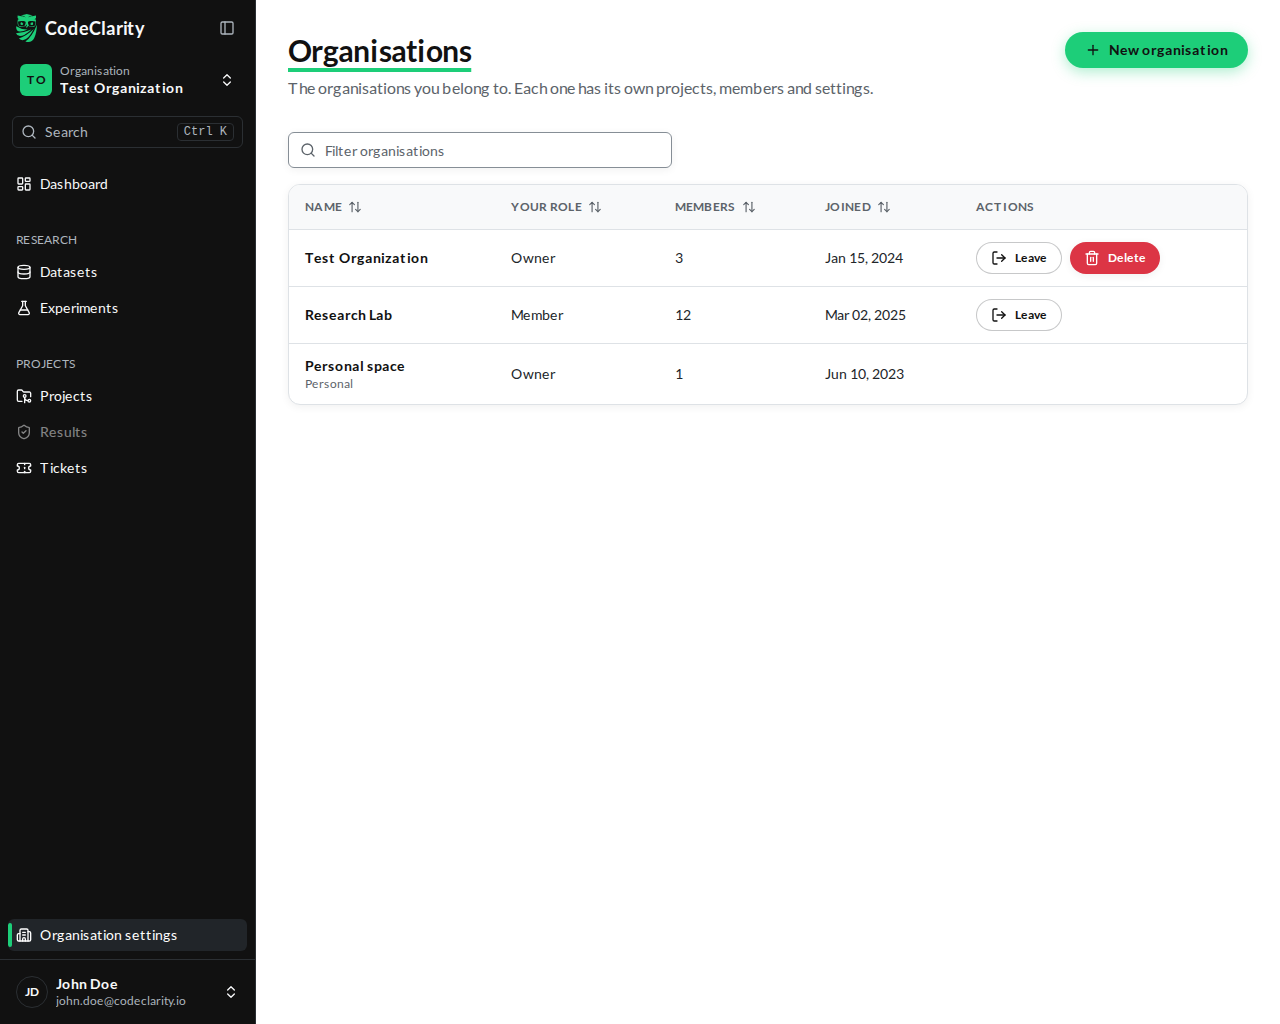 CodeClarity
TO
Organisation
Test Organization
Search
Ctrl K
Dashboard
RESEARCH
Datasets
Experiments
PROJECTS
Projects
Results
Tickets
Organisation settings
JD
John Doe
john.doe@codeclarity.io
Organisations
New organisation
The organisations you belong to. Each one has its own projects, members and settings.
Filter organisations
NAME YOUR ROLE MEMBERS JOINED ACTIONS
Test Organization Owner 3 Jan 15, 2024 Leave Delete
Research Lab Member 12 Mar 02, 2025 Leave
Personal space
Personal
Owner 1 Jun 10, 2023